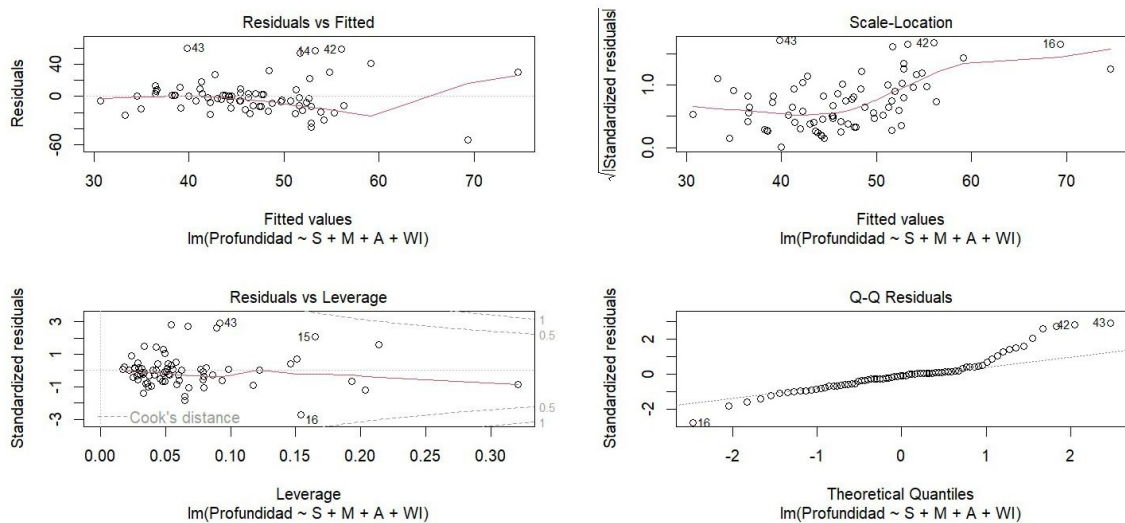 Residuals vs Fitted
Residuals
40
0
-60
43
14
42
30
40
50
60
70
Fitted values
lm(Profundidad ~ S + M + A + WI)
Scale-Location
√|Standardized residuals|
1.0
0.0
43
42
16
30
40
50
60
70
Fitted values
lm(Profundidad ~ S + M + A + WI)
Residuals vs Leverage
Standardized residuals
3
1
-1
-3
43
15
16
1
0.5
0.5
1
Cook's distance
0.00
0.05
0.10
0.15
0.20
0.25
0.30
Leverage
lm(Profundidad ~ S + M + A + WI)
Q-Q Residuals
Standardized residuals
2
0
-2
16
42
43
-2
-1
0
1
2
Theoretical Quantiles
lm(Profundidad ~ S + M + A + WI)